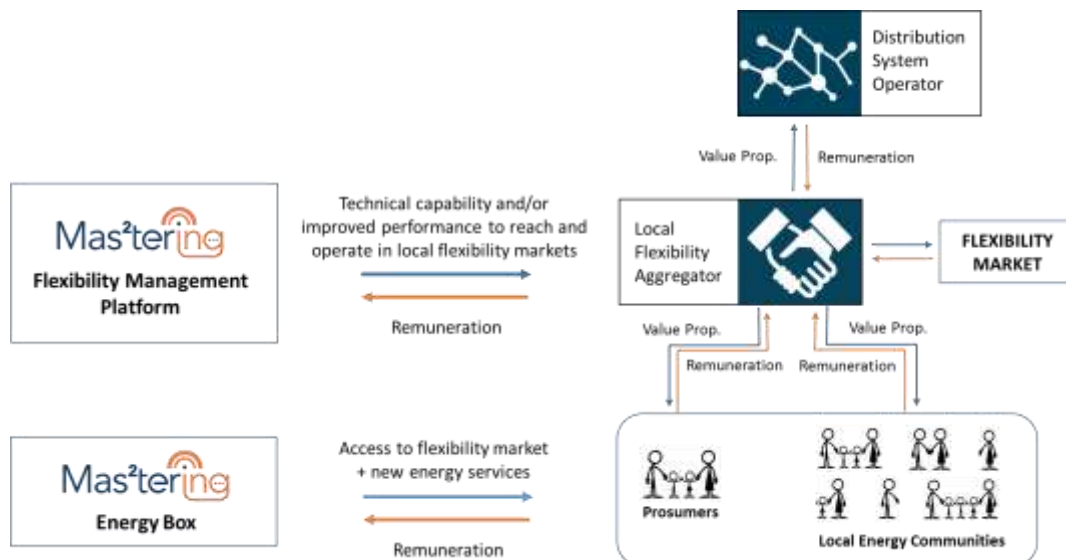 Distribution
System
Operator
Value Prop.
Remuneration
Mas²tering
Flexibility Management
Platform
Technical capability and/or
improved performance to reach and
operate in local flexibility markets
Remuneration
Local
Flexibility
Aggregator
FLEXIBILITY
MARKET
Value Prop.
Value Prop.
Remuneration
Remuneration
Mas²tering
Energy Box
Access to flexibility market
+ new energy services
Remuneration
Prosumers
Local Energy Communities